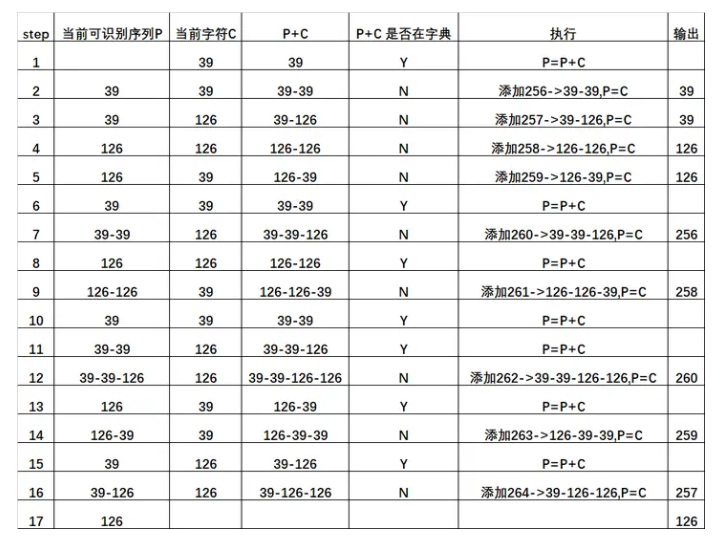 step 当前可识别序列P 当前字符C P+C P+C 是否在字典 执行 输出
1 39 39 Y P=P+C
2 39 39 39-39 N 添加256->39-39,P=C 39
3 39 126 39-126 N 添加257->39-126,P=C 39
4 126 126 126-126 N 添加258->126-126,P=C 126
5 126 39 126-39 N 添加259->126-39,P=C 126
6 39 39 39-39 Y P=P+C
7 39-39 126 39-39-126 N 添加260->39-39-126,P=C 256
8 126 126 126-126 Y P=P+C
9 126-126 39 126-126-39 N 添加261->126-126-39,P=C 258
10 39 39 39-39 Y P=P+C
11 39-39 126 39-39-126 Y P=P+C
12 39-39-126 126 39-39-126-126 N 添加262->39-39-126-126,P=C 260
13 126 39 126-39 Y P=P+C
14 126-39 39 126-39-39 N 添加263->126-39-39,P=C 259
15 39 126 39-126 Y P=P+C
16 39-126 126 39-126-126 N 添加264->39-126-126,P=C 257
17 126 126